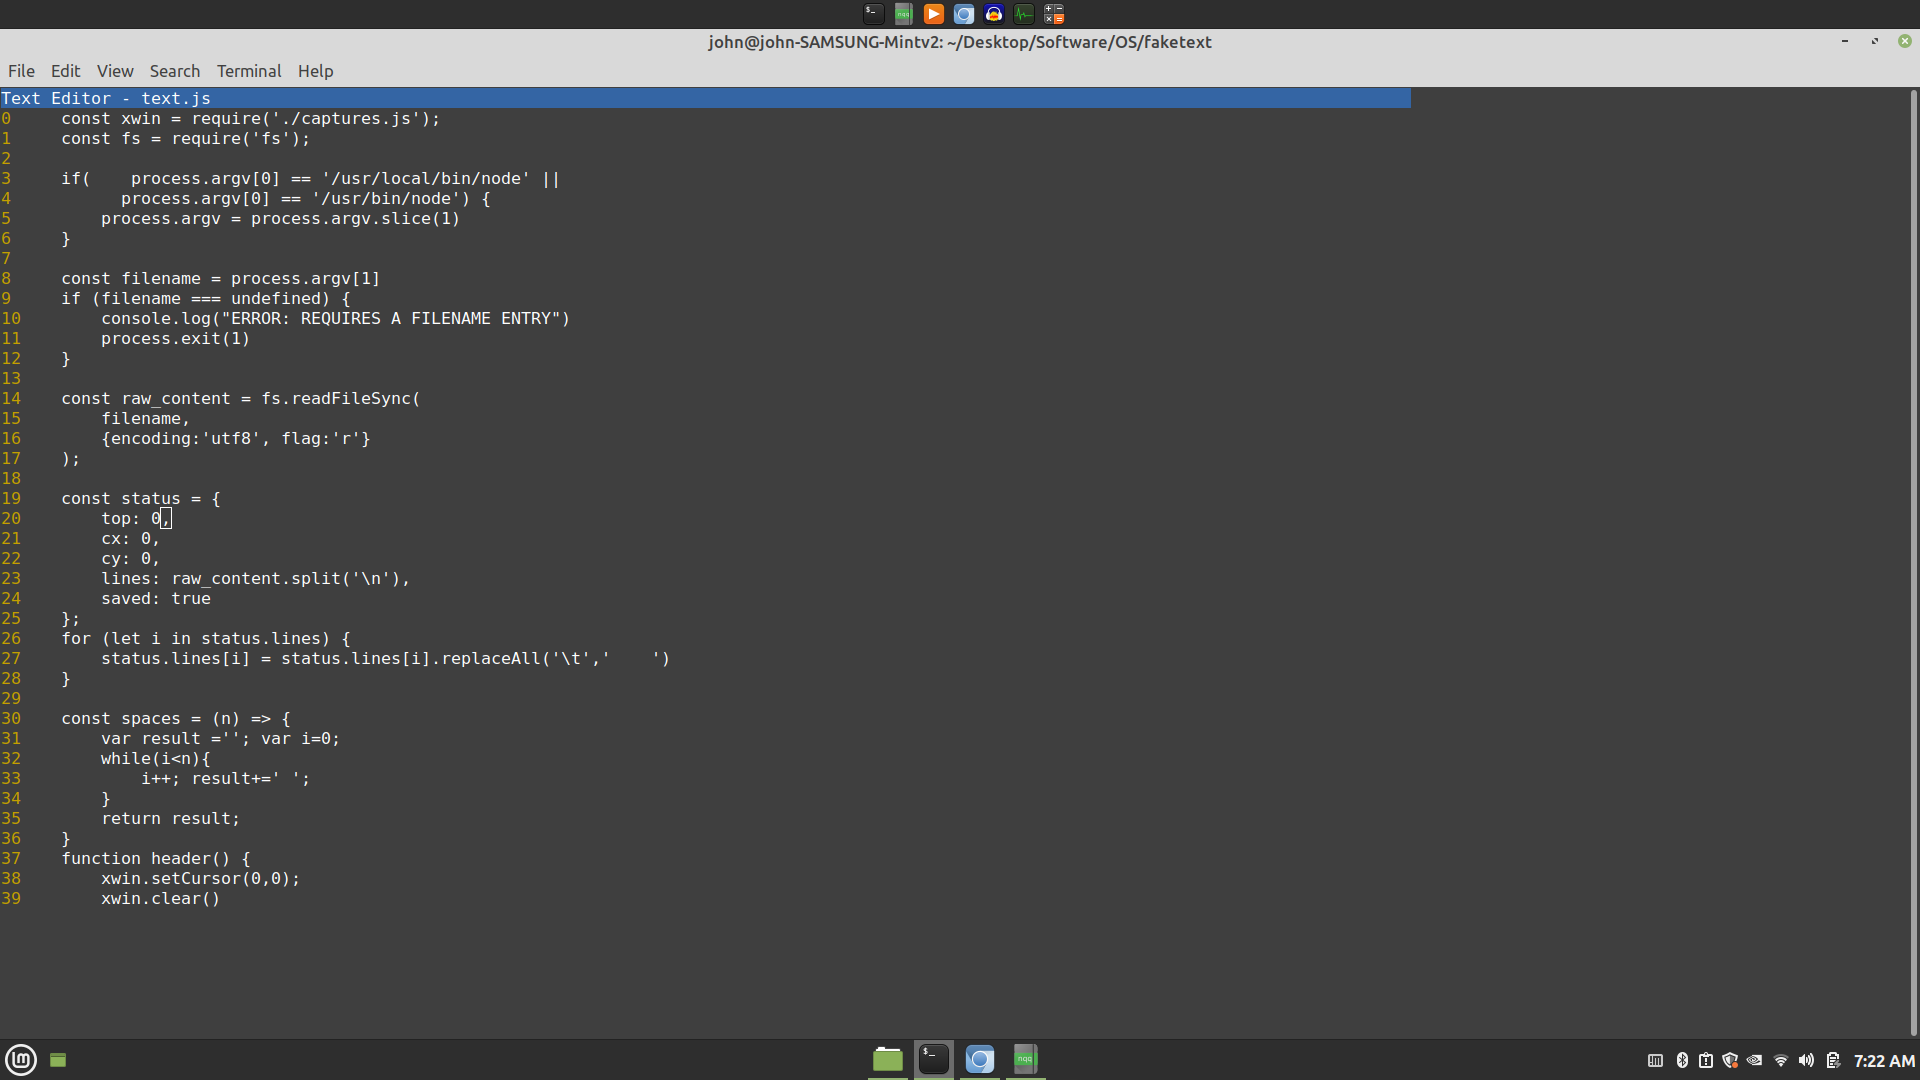 john@john-SAMSUNG-Mintv2: ~/Desktop/Software/OS/faketext
File Edit View Search Terminal Help
Text Editor - text.js
0    const xwin = require('./captures.js');
1    const fs = require('fs');
2
3    if(    process.argv[0] == '/usr/local/bin/node' ||
4          process.argv[0] == '/usr/bin/node') {
5        process.argv = process.argv.slice(1)
6    }
7
8    const filename = process.argv[1]
9    if (filename === undefined) {
10        console.log("ERROR: REQUIRES A FILENAME ENTRY")
11        process.exit(1)
12    }
13
14    const raw_content = fs.readFileSync(
15        filename,
16        {encoding:'utf8', flag:'r'}
17    );
18
19    const status = {
20        top: 0,
21        cx: 0,
22        cy: 0,
23        lines: raw_content.split('\n'),
24        saved: true
25    };
26    for (let i in status.lines) {
27        status.lines[i] = status.lines[i].replaceAll('\t','    ')
28    }
29
30    const spaces = (n) => {
31        var result =''; var i=0;
32        while(i<n){
33            i++; result+=' ';
34        }
35        return result;
36    }
37    function header() {
38        xwin.setCursor(0,0);
39        xwin.clear()
7:22 AM